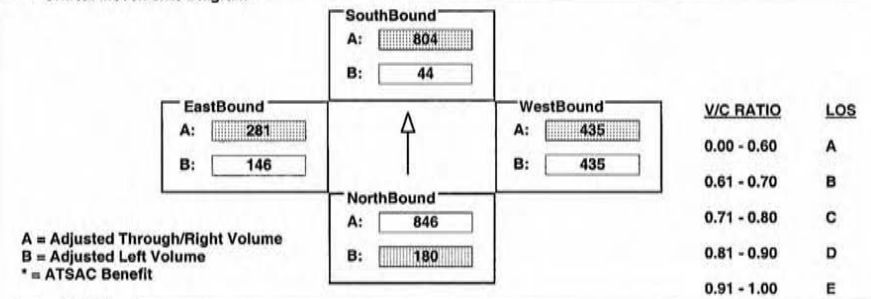 SouthBound
A: 804
B: 44
EastBound
A: 281
B: 146
WestBound
A: 435
B: 435
NorthBound
A: 846
B: 180
A = Adjusted Through/Right Volume
B = Adjusted Left Volume
* = ATSAC Benefit
V/C RATIO LOS
0.00 - 0.60 A
0.61 - 0.70 B
0.71 - 0.80 C
0.81 - 0.90 D
0.91 - 1.00 E